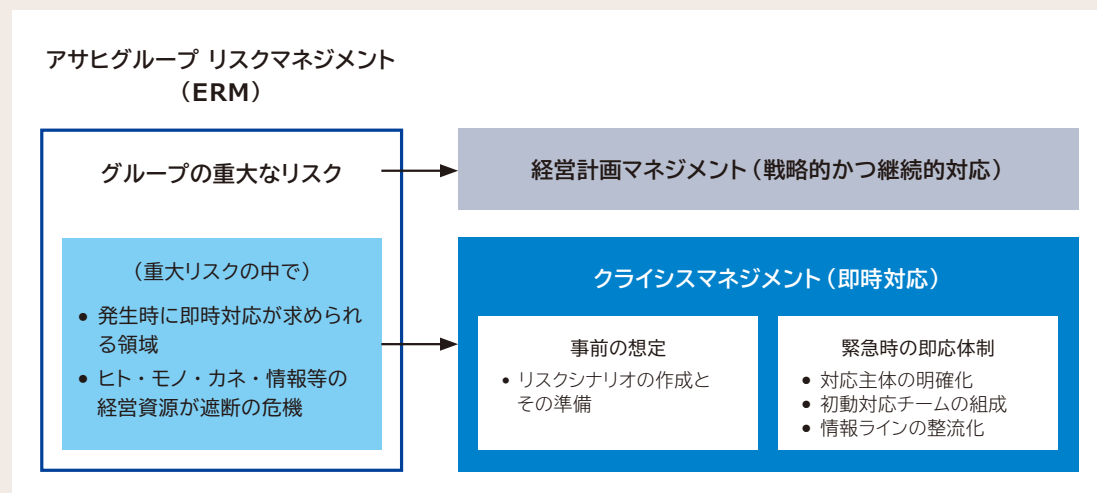 アサヒグループ リスクマネジメント
（ERM）
グループの重大なリスク
（重大リスクの中で）
• 発生時に即時対応が求められ
る領域
• ヒト・モノ・カネ・情報等の
経営資源が遮断の危機
経営計画マネジメント（戦略的かつ継続的対応）
クライシスマネジメント（即時対応）
事前の想定
• リスクシナリオの作成と
その準備
緊急時の即応体制
• 対応主体の明確化
• 初動対応チームの組成
• 情報ラインの整流化